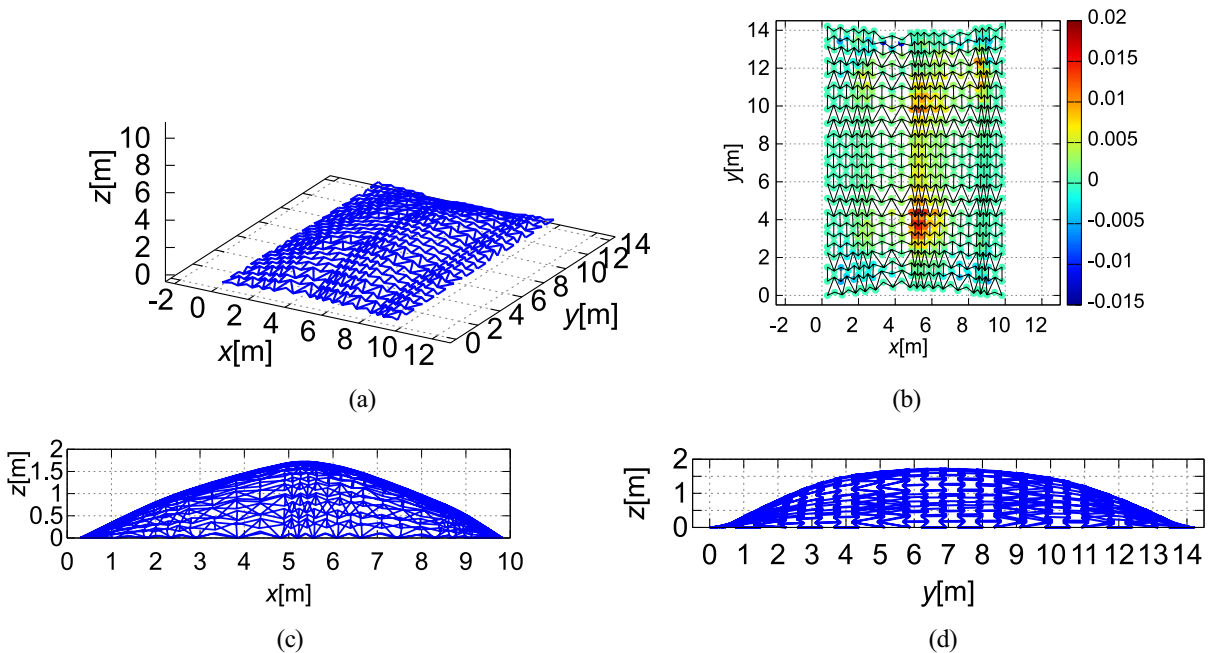 10
8
6
4
2
0
z[m]
-2 0 2 4 6 8 10 12
x[m]
0 2 4 6 8 10 12 14
y[m]
(a)
14
12
10
8
6
4
2
0
y[m]
-2 0 2 4 6 8 10 12
x[m]
0.02
0.015
0.01
0.005
0
-0.005
-0.01
-0.015
(b)
2
1.5
1
0.5
0
z[m]
0 1 2 3 4 5 6 7 8 9 10
x[m]
(c)
2
1
0
z[m]
0 1 2 3 4 5 6 7 8 9 10 11 12 13 14
y[m]
(d)